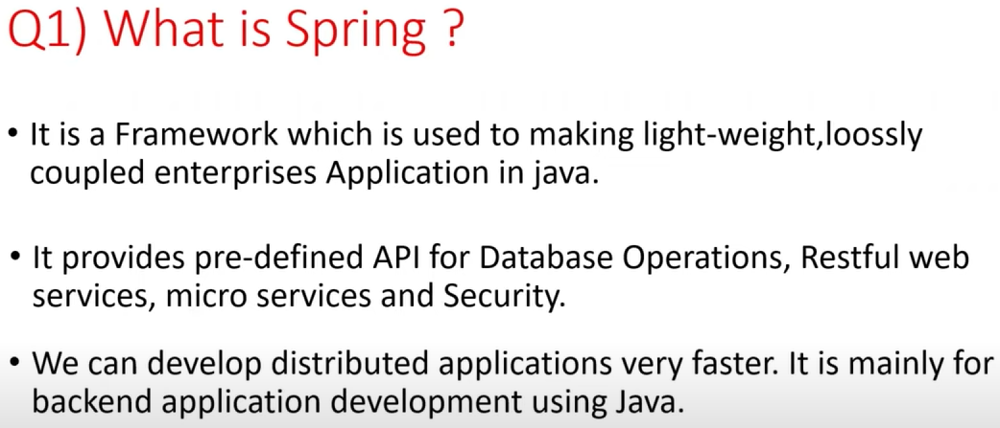 Q1) What is Spring ?
• It is a Framework which is used to making light-weight,loossly
coupled enterprises Application in java.
• It provides pre-defined API for Database Operations, Restful web
services, micro services and Security.
• We can develop distributed applications very faster. It is mainly for
backend application development using Java.